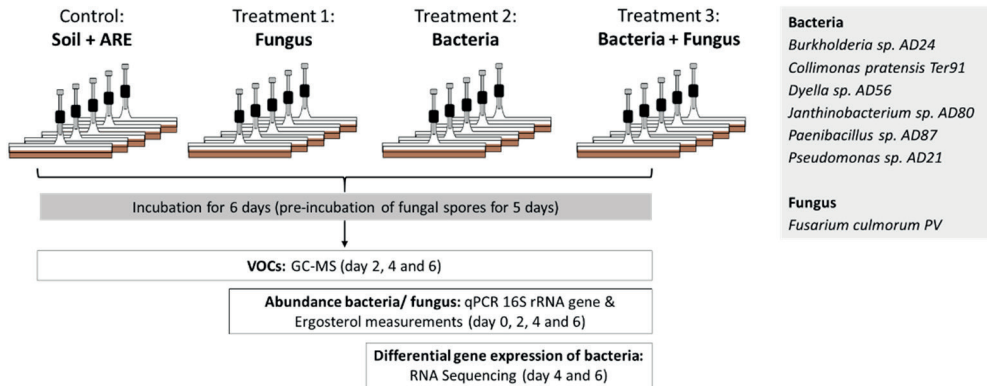 Control:
Soil + ARE
Treatment 1:
Fungus
Treatment 2:
Bacteria
Treatment 3:
Bacteria + Fungus
Incubation for 6 days (pre-incubation of fungal spores for 5 days)
VOCs: GC-MS (day 2, 4 and 6)
Abundance bacteria/ fungus: qPCR 16S rRNA gene &
Ergosterol measurements (day 0, 2, 4 and 6)
Differential gene expression of bacteria:
RNA Sequencing (day 4 and 6)
Bacteria
Burkholderia sp. AD24
Collimonas pratensis Ter91
Dyella sp. AD56
Janthinobacterium sp. AD80
Paenibacillus sp. AD87
Pseudomonas sp. AD21
Fungus
Fusarium culmorum PV